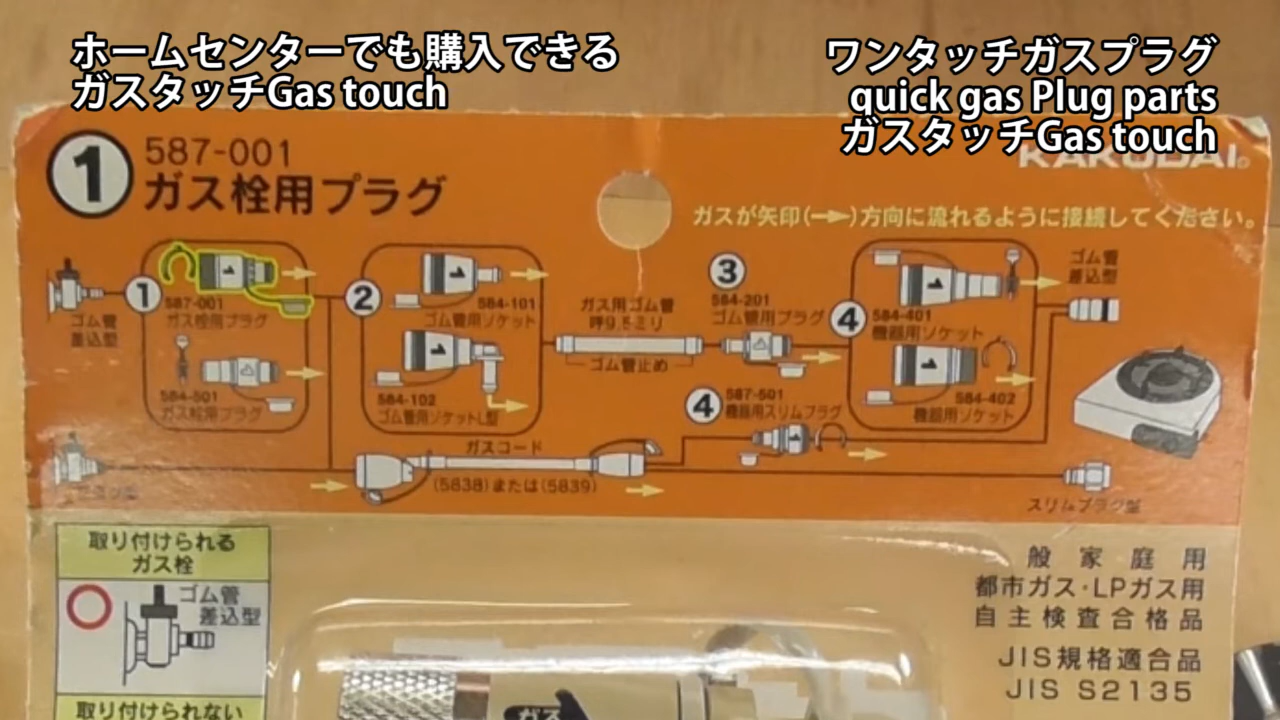 ホームセンターでも購入できる
ガスタッチGas touch
ワンタッチガスプラグ
quick gas Plug parts
ガスタッチGas touch
KAKUDAI
① 587-001
ガス栓用プラグ
ガスが矢印(→)方向に流れるように接続してください。
ゴム管
差込型
①
587-001
ガス栓用プラグ
584-501
ガス栓用プラグ
②
584-101
ゴム管用ソケット
584-102
ゴム管用ソケットL型
ガス用ゴム管
呼9.5ミリ
ゴム管止め
③
584-201
ゴム管用プラグ
④
584-401
機器用ソケット
584-402
機器用ソケット
ゴム管
差込型
④
587-501
機器用スリムプラグ
ガスコード
(5838)または(5839)
スリムプラグ型
取り付けられる
ガス栓
ゴム管
差込型
取り付けられない
ガス
般家庭用
都市ガス・LPガス用
自主検査合格品
JIS規格適合品
JIS S2135